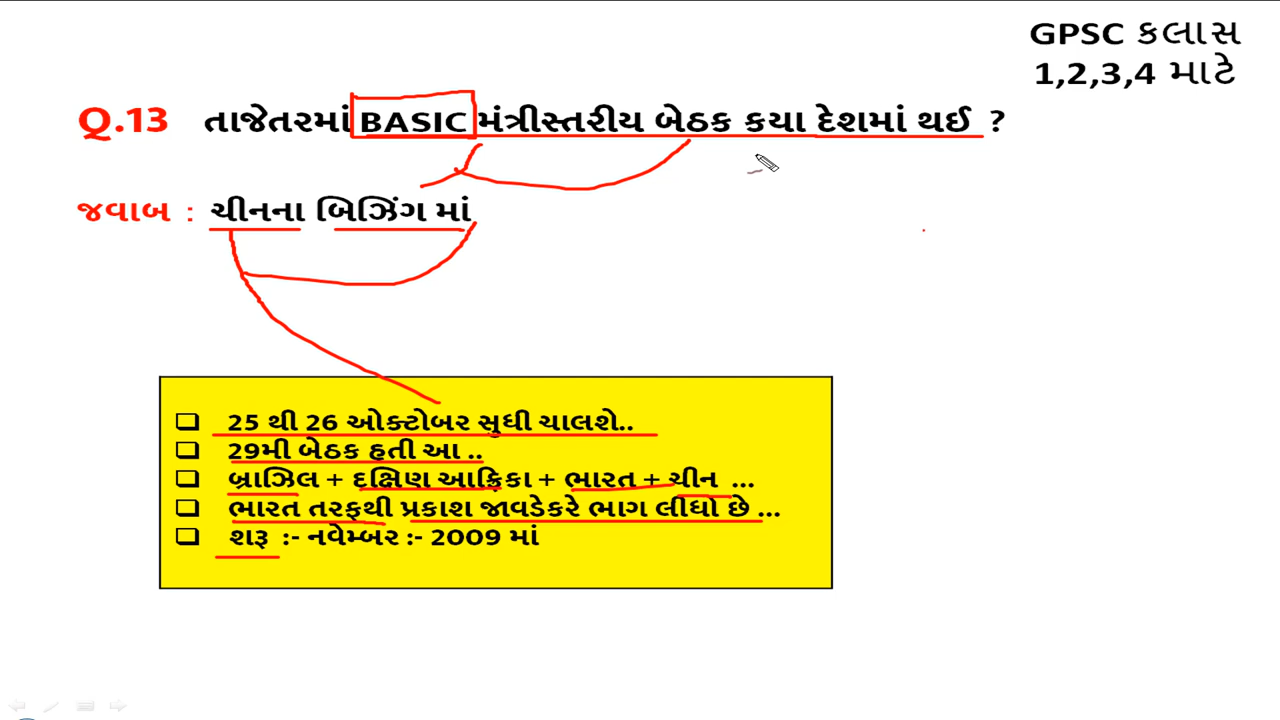 GPSC કલાસ
1,2,3,4 માટે
Q.13 તાજેતરમાં BASIC મંત્રીસ્તરીય બેઠક કયા દેશમાં થઈ ?
જવાબ : ચીનના બિઝિંગ માં
25 થી 26 ઓક્ટોબર સુધી ચાલશે..
29મી બેઠક હતી આ ..
બ્રાઝિલ + દક્ષિણ આફ્રિકા + ભારત + ચીન ...
ભારત તરફથી પ્રકાશ જાવડેકરે ભાગ લીધો છે ...
શરૂ :- નવેમ્બર :- 2009 માં